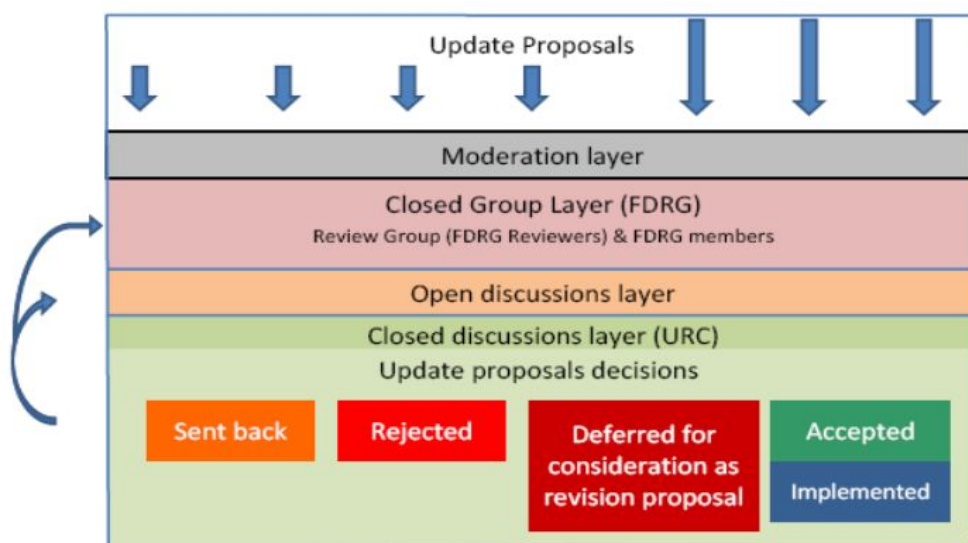 Update Proposals
Moderation layer
Closed Group Layer (FDRG)
Review Group (FDRG Reviewers) & FDRG members
Open discussions layer
Closed discussions layer (URC)
Update proposals decisions
Sent back
Rejected
Deferred for
consideration as
revision proposal
Accepted
Implemented